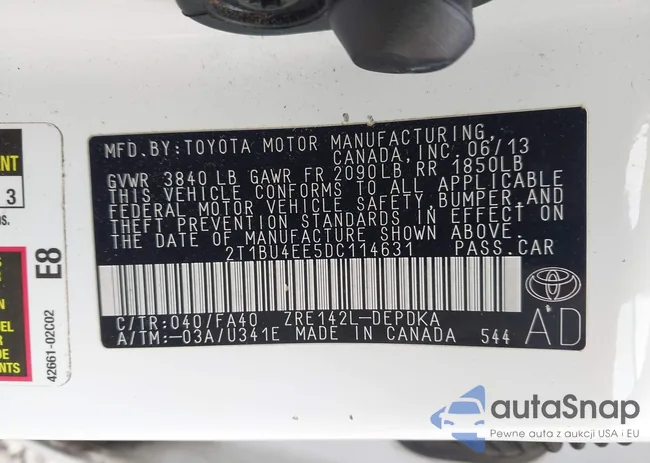 MFD.BY:TOYOTA MOTOR MANUFACTURING,
CANADA,INC. 06/13
GVWR 3840 LB GAWR FR 2090LB RR 1850LB
THIS VEHICLE CONFORMS TO ALL APPLICABLE
FEDERAL MOTOR VEHICLE SAFETY,BUMPER,AND
THEFT PREVENTION STANDARDS IN EFFECT ON
THE DATE OF MANUFACTURE SHOWN ABOVE.
2T1BU4EE5DC114631 PASS.CAR
C/TR:040/FA40 ZRE142L-DEPDKA
A/TM:-03A/U341E MADE IN CANADA 544
AD
3
E8
42661-02C02
autaSnap
Pewne auta z aukcji USA i EU